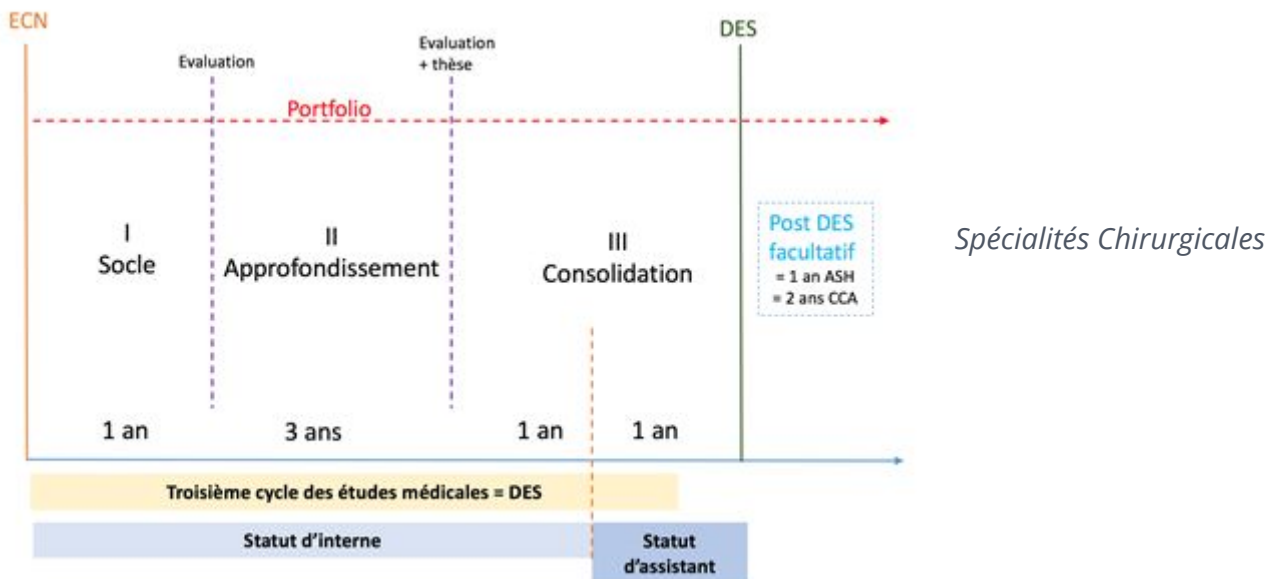 ECN
DES
Evaluation
Evaluation
+ thèse
Portfolio
I
Socle
II
Approfondissement
III
Consolidation
Post DES
facultatif
= 1 an ASH
= 2 ans CCA
Spécialités Chirurgicales
1 an
3 ans
1 an
1 an
Troisième cycle des études médicales = DES
Statut d'interne
Statut
d'assistant